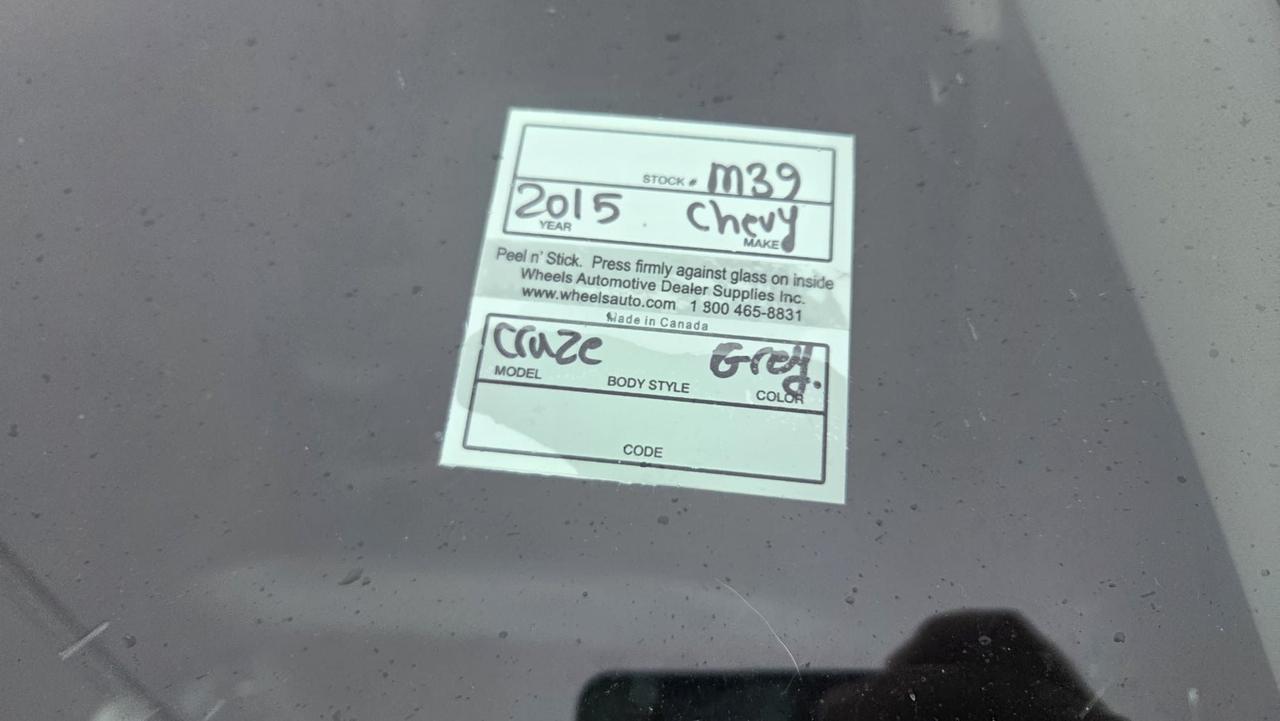 STOCK # M39
2015 Chevy
YEAR MAKE
Peel n' Stick. Press firmly against glass on inside
Wheels Automotive Dealer Supplies Inc.
www.wheelsauto.com 1 800 465-8831
Made in Canada
Cruze Grey.
MODEL BODY STYLE COLOR
CODE